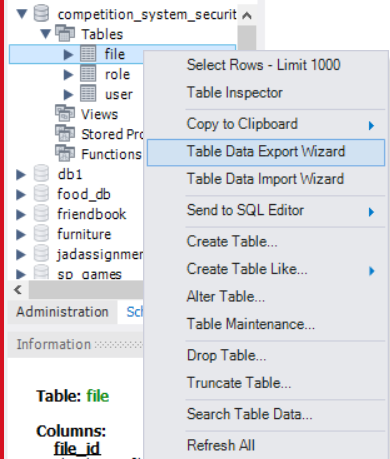 competition_system_securit
Tables
file
role
user
Views
Stored Pro
Functions
db1
food_db
friendbook
furniture
jadassignmen
sp_games
Administration Sch
Information
Table: file
Columns:
file_id
Select Rows - Limit 1000
Table Inspector
Copy to Clipboard
Table Data Export Wizard
Table Data Import Wizard
Send to SQL Editor
Create Table...
Create Table Like...
Alter Table...
Table Maintenance...
Drop Table...
Truncate Table...
Search Table Data...
Refresh All